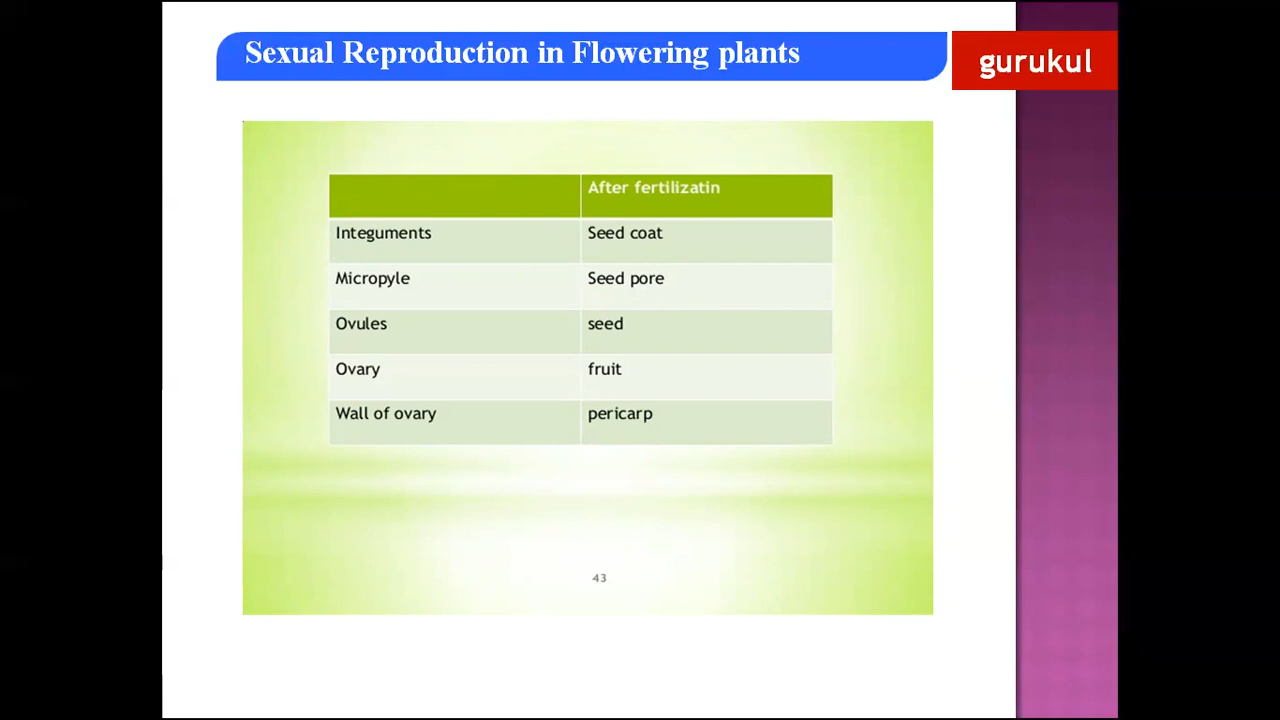 Sexual Reproduction in Flowering plants
gurukul
After fertilizatin
Integuments Seed coat
Micropyle Seed pore
Ovules seed
Ovary fruit
Wall of ovary pericarp
43